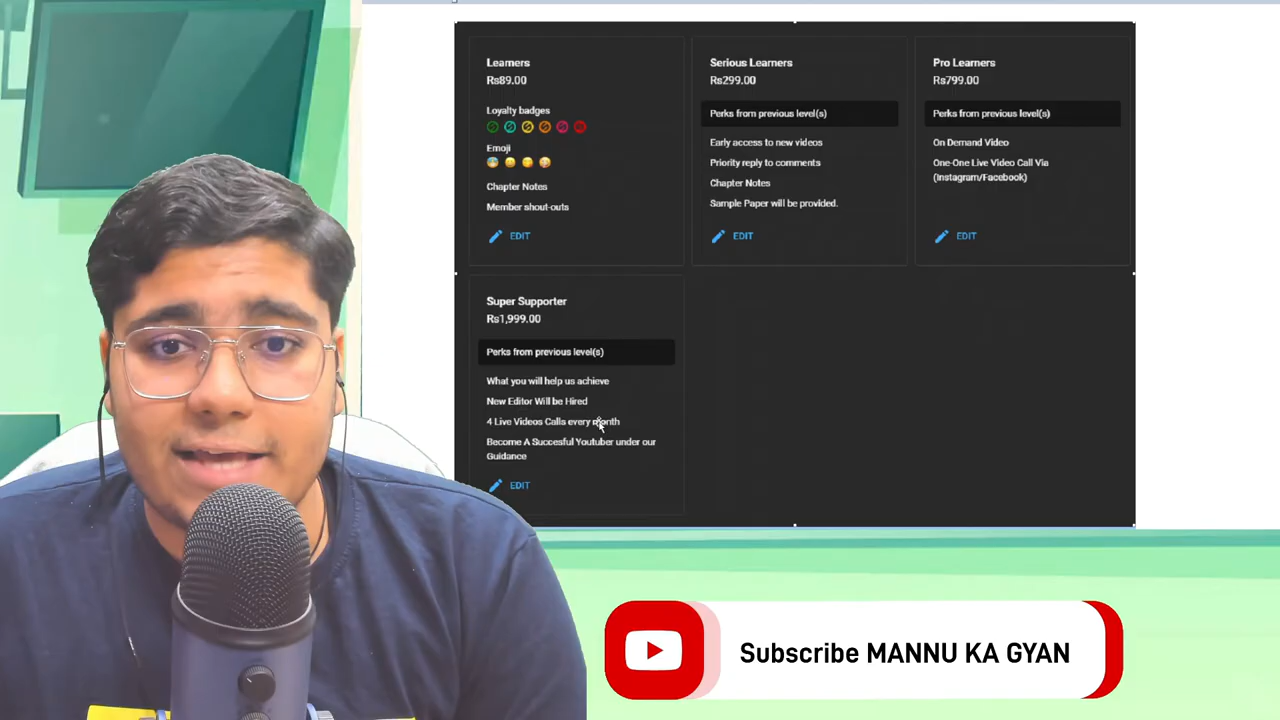 Learners
Rs89.00
Loyalty badges
Emoji
Chapter Notes
Member shout-outs
EDIT
Serious Learners
Rs299.00
Perks from previous level(s)
Early access to new videos
Priority reply to comments
Chapter Notes
Sample Paper will be provided.
EDIT
Pro Learners
Rs799.00
Perks from previous level(s)
On Demand Video
One-One Live Video Call Via
(Instagram/Facebook)
EDIT
Super Supporter
Rs1,999.00
Perks from previous level(s)
What you will help us achieve
New Editor Will be Hired
4 Live Videos Calls every month
Become A Succesful Youtuber under our
Guidance
EDIT
Subscribe MANNU KA GYAN